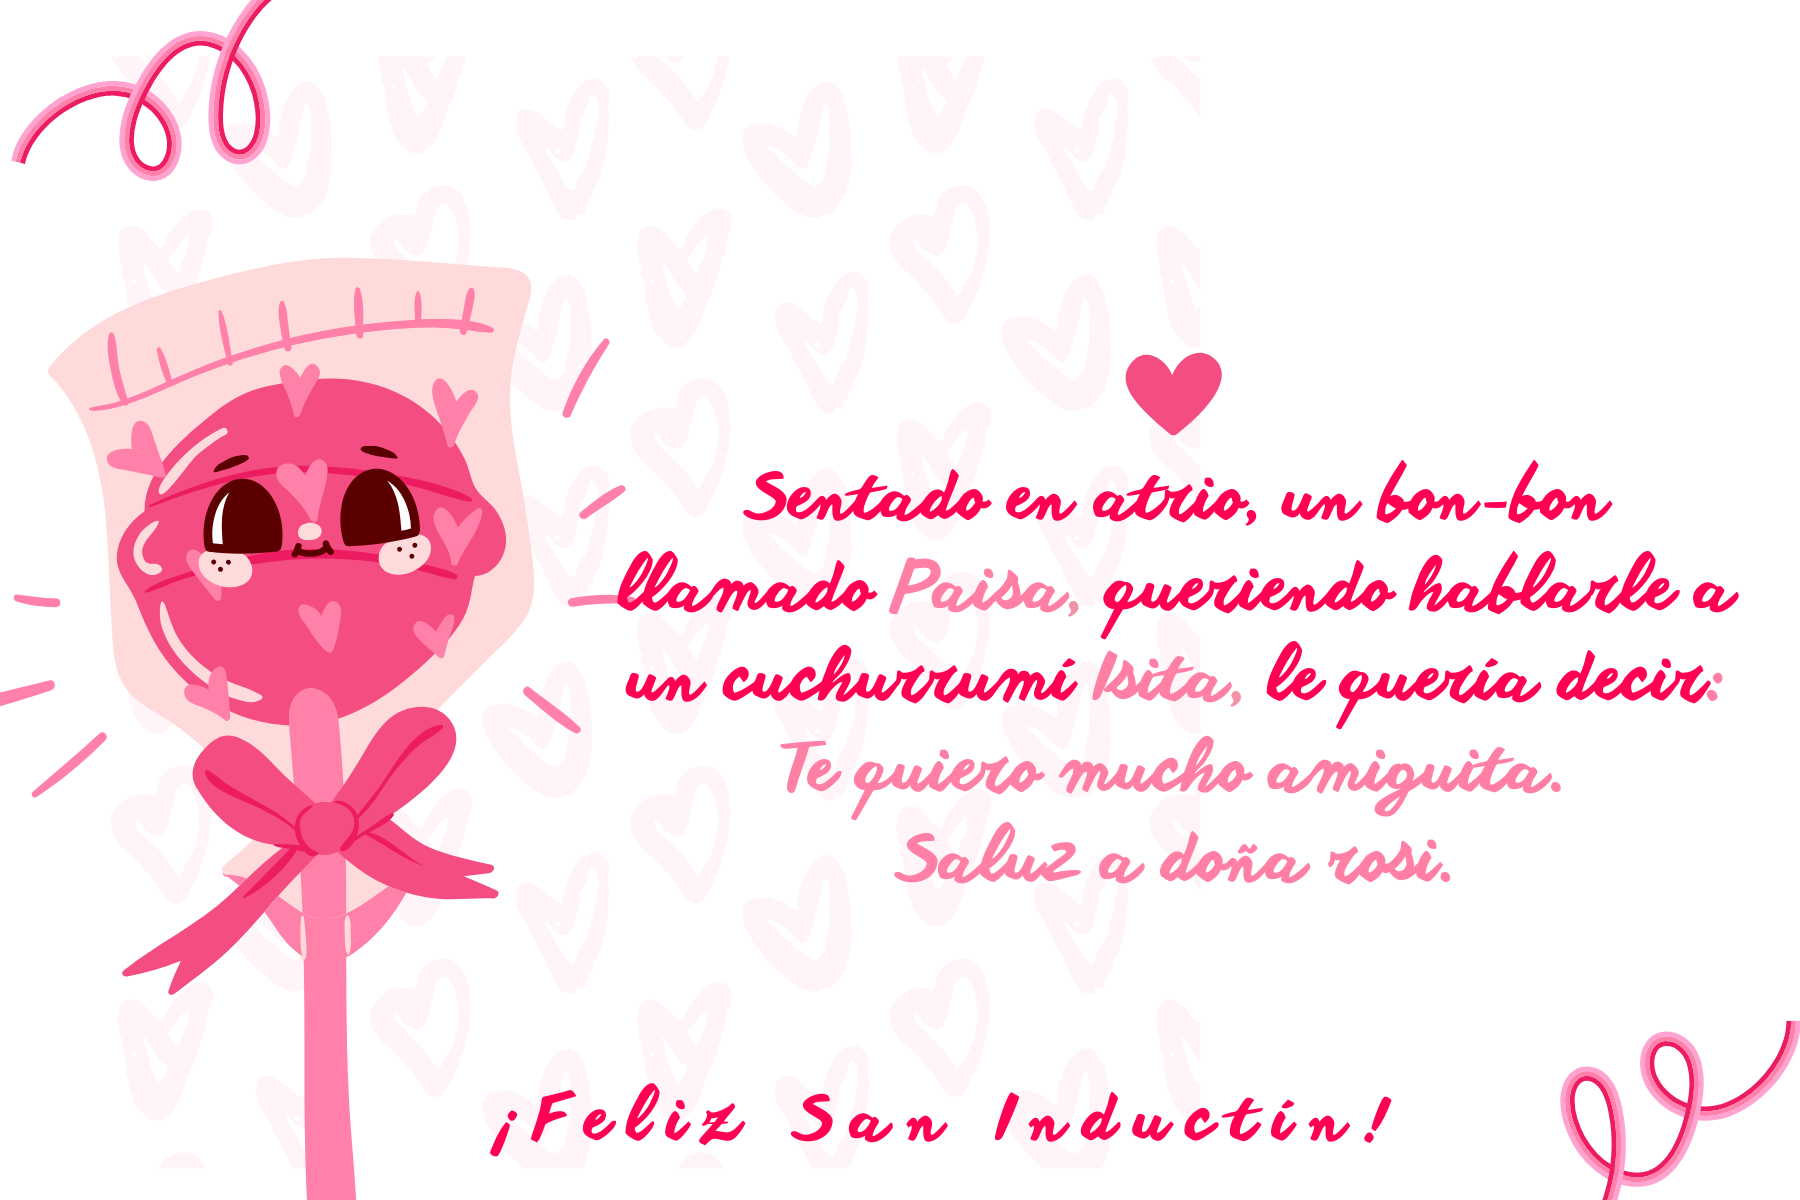 Sentado en atrio, un bon-bon
llamado Paisa, queriendo hablarle a
un cuchurrumí Isita, le quería decir:
Te quiero mucho amiguita.
Saluz a doña rosi.
¡Feliz San Inductín!